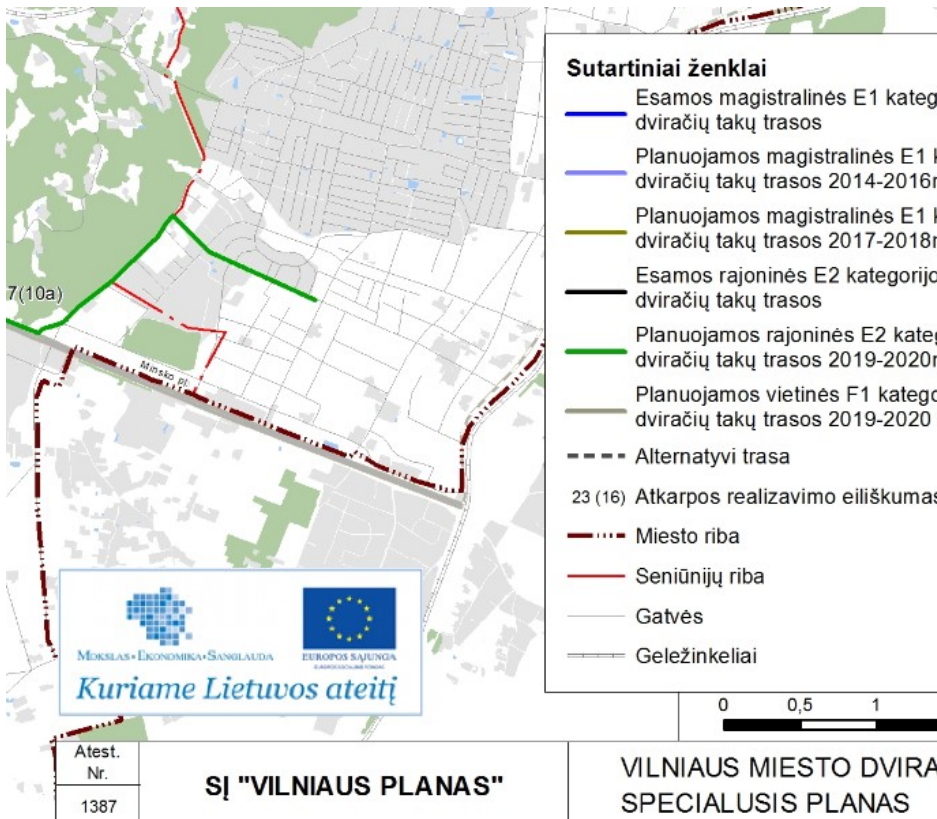 7(10a)
Minsko pl.
Sutartiniai ženklai
Esamos magistralinės E1 kateg
dviračių takų trasos
Planuojamos magistralinės E1 k
dviračių takų trasos 2014-2016m
Planuojamos magistralinės E1 k
dviračių takų trasos 2017-2018m
Esamos rajoninės E2 kategorijo
dviračių takų trasos
Planuojamos rajoninės E2 kateg
dviračių takų trasos 2019-2020m
Planuojamos vietinės F1 katego
dviračių takų trasos 2019-2020
Alternatyvi trasa
23 (16) Atkarpos realizavimo eiliškumas
Miesto riba
Seniūnijų riba
Gatvės
Geležinkeliai
0 0,5 1
MOKSLAS • EKONOMIKA • SANGLAUDA
EUROPOS SĄJUNGA
Kuriame Lietuvos ateitį
Atest.
Nr.
1387
SĮ "VILNIAUS PLANAS"
VILNIAUS MIESTO DVIRA
SPECIALUSIS PLANAS